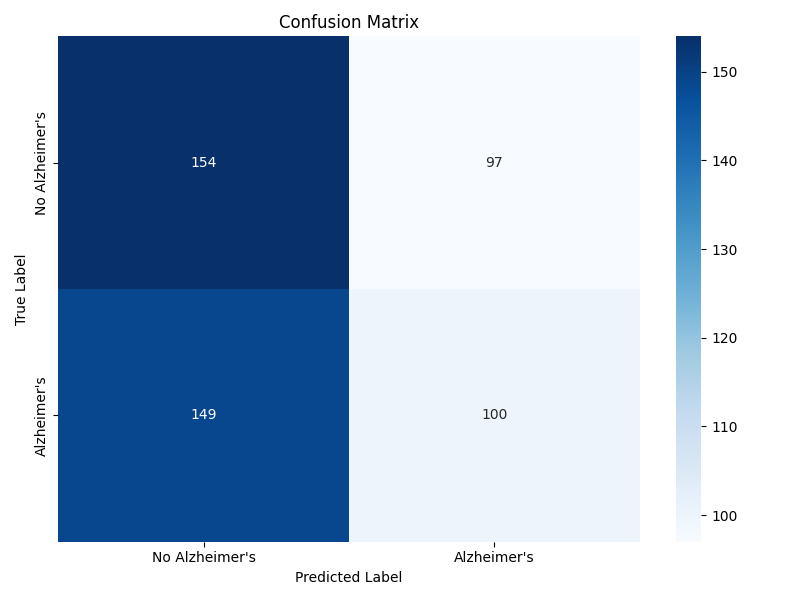 Confusion Matrix
No Alzheimer's
Alzheimer's
True Label
154
97
149
100
No Alzheimer's
Alzheimer's
Predicted Label
150
140
130
120
110
100